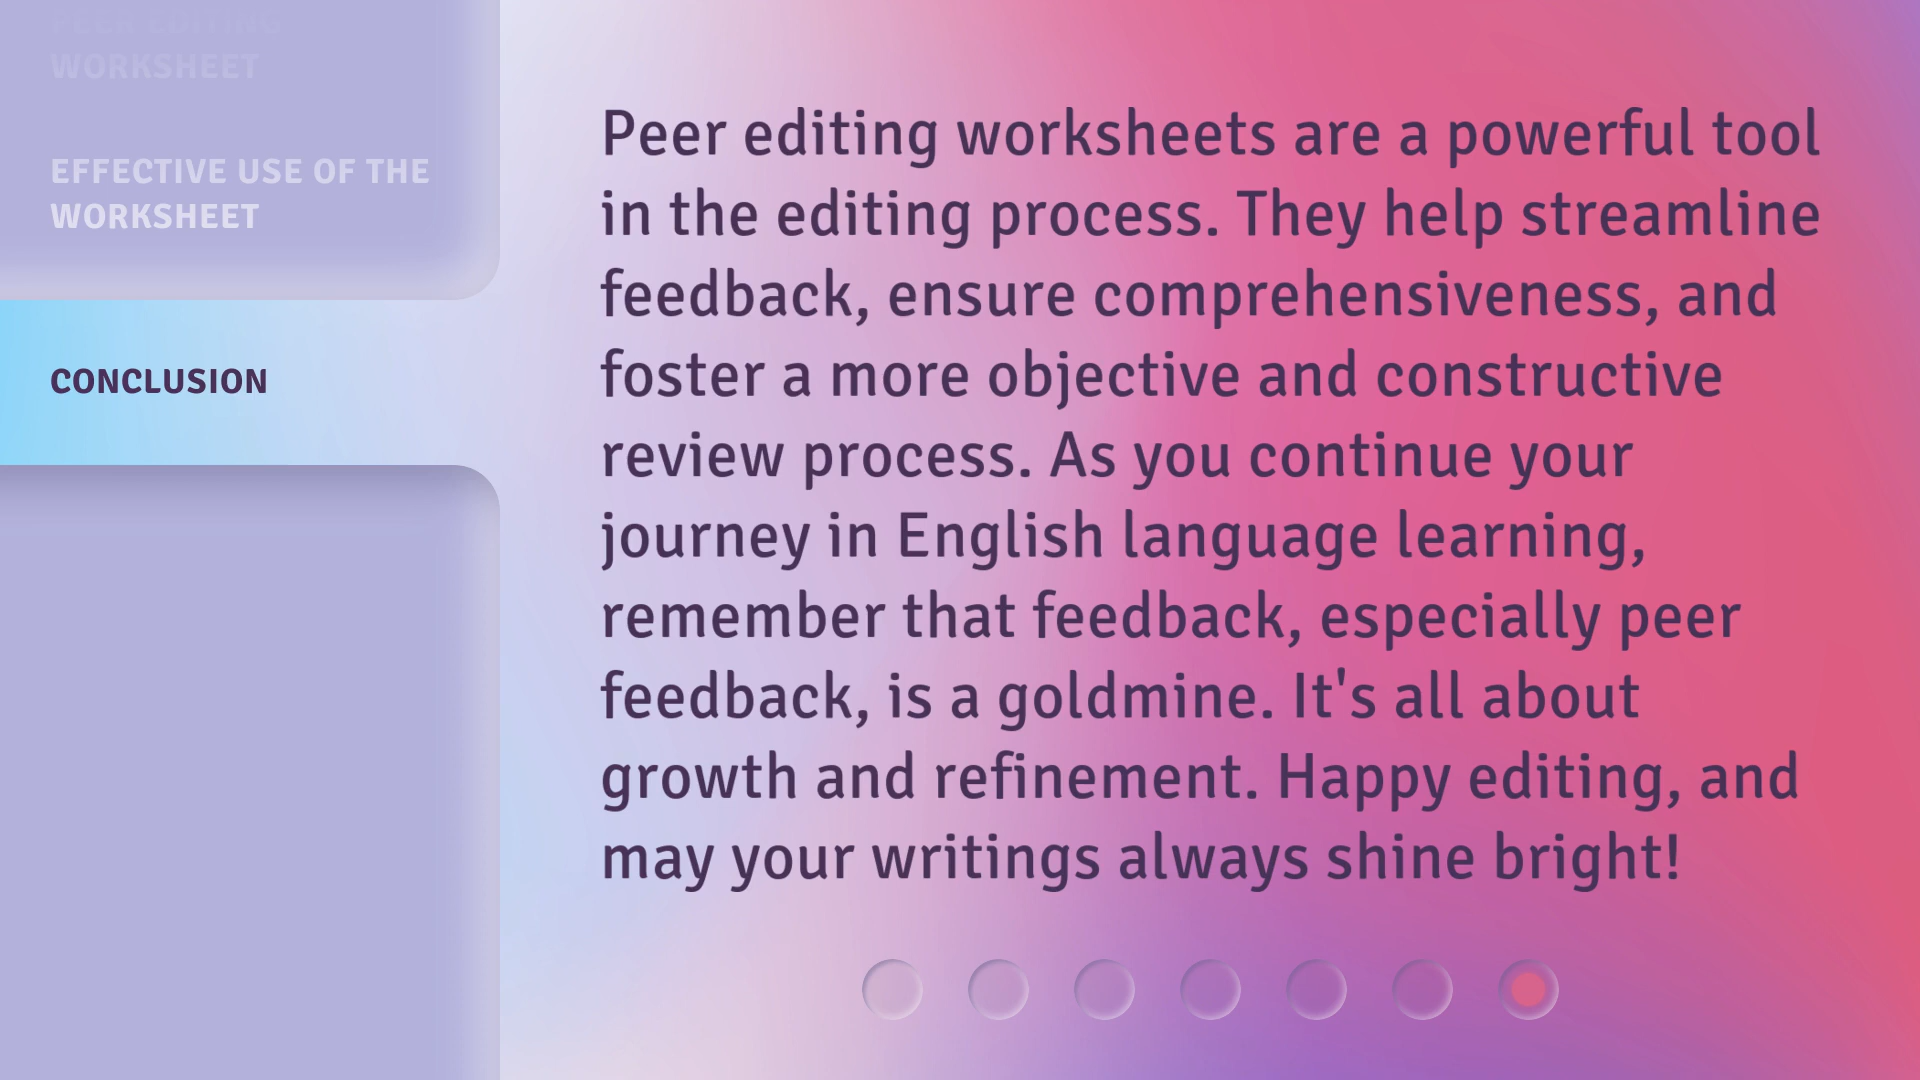 PEER EDITING
WORKSHEET
EFFECTIVE USE OF THE
WORKSHEET
CONCLUSION
Peer editing worksheets are a powerful tool
in the editing process. They help streamline
feedback, ensure comprehensiveness, and
foster a more objective and constructive
review process. As you continue your
journey in English language learning,
remember that feedback, especially peer
feedback, is a goldmine. It's all about
growth and refinement. Happy editing, and
may your writings always shine bright!